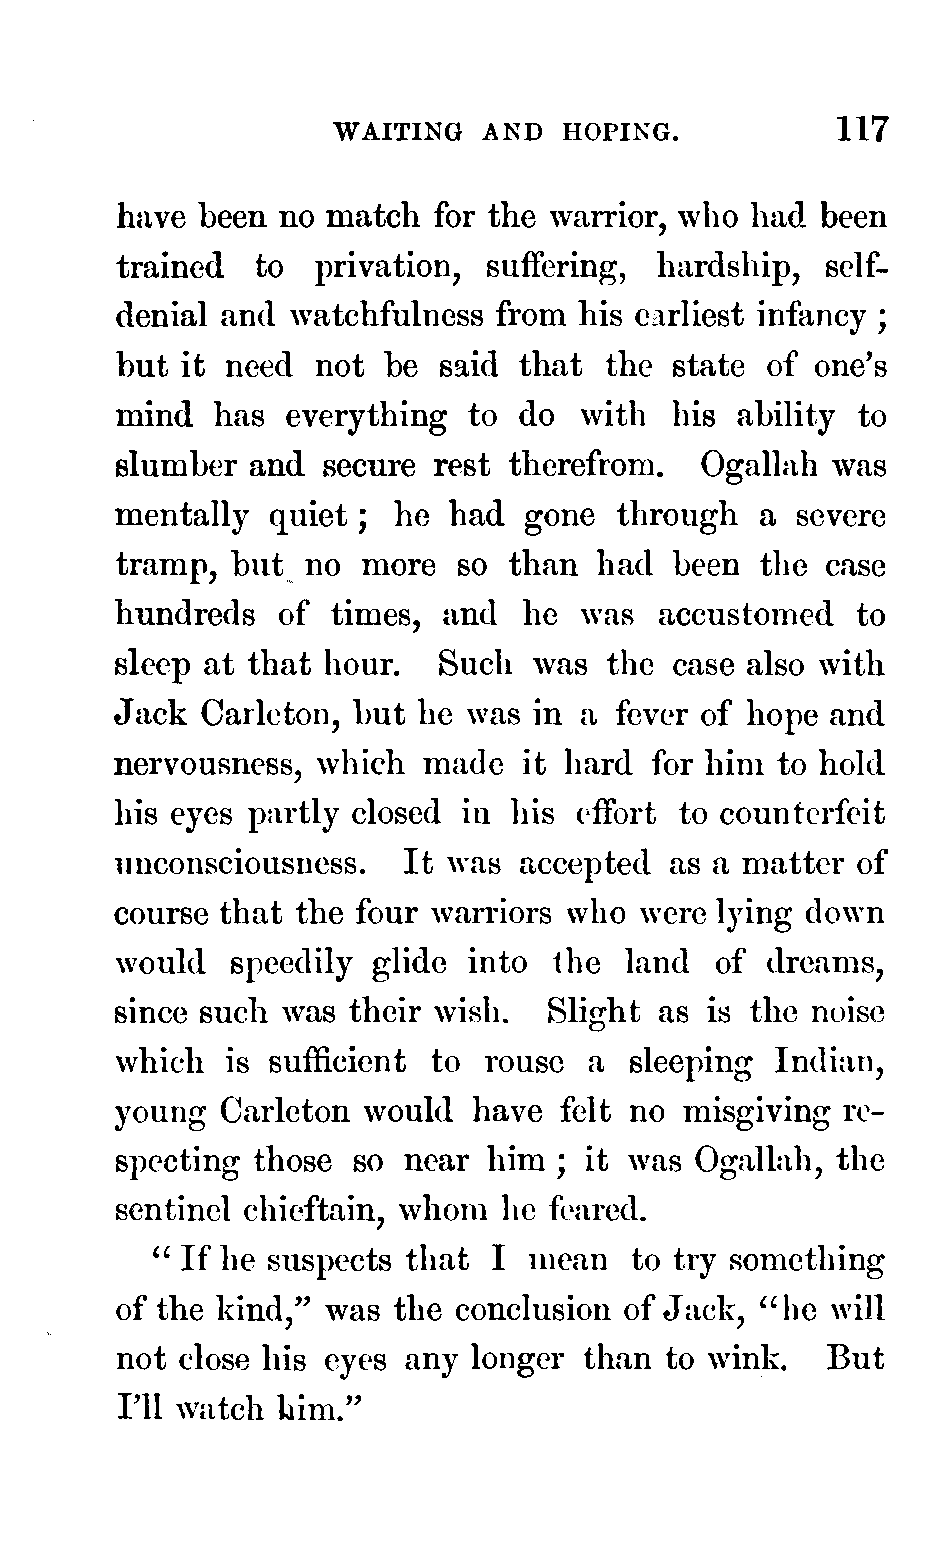 WAITING AND HOPING. 117
have been no match for the warrior, who had been
trained to privation, suffering, hardship, self-
denial and watchfulness from his earliest infancy ;
but it need not be said that the state of one's
mind has everything to do with his ability to
slumber and secure rest therefrom. Ogallah was
mentally quiet ; he had gone through a severe
tramp, but no more so than had been the case
hundreds of times, and he was accustomed to
sleep at that hour. Such was the case also with
Jack Carleton, but he was in a fever of hope and
nervousness, which made it hard for him to hold
his eyes partly closed in his effort to counterfeit
unconsciousness. It was accepted as a matter of
course that the four warriors who were lying down
would speedily glide into the land of dreams,
since such was their wish. Slight as is the noise
which is sufficient to rouse a sleeping Indian,
young Carleton would have felt no misgiving re-
specting those so near him ; it was Ogallah, the
sentinel chieftain, whom he feared.
"If he suspects that I mean to try something
of the kind," was the conclusion of Jack, "he will
not close his eyes any longer than to wink. But
I'll watch him."